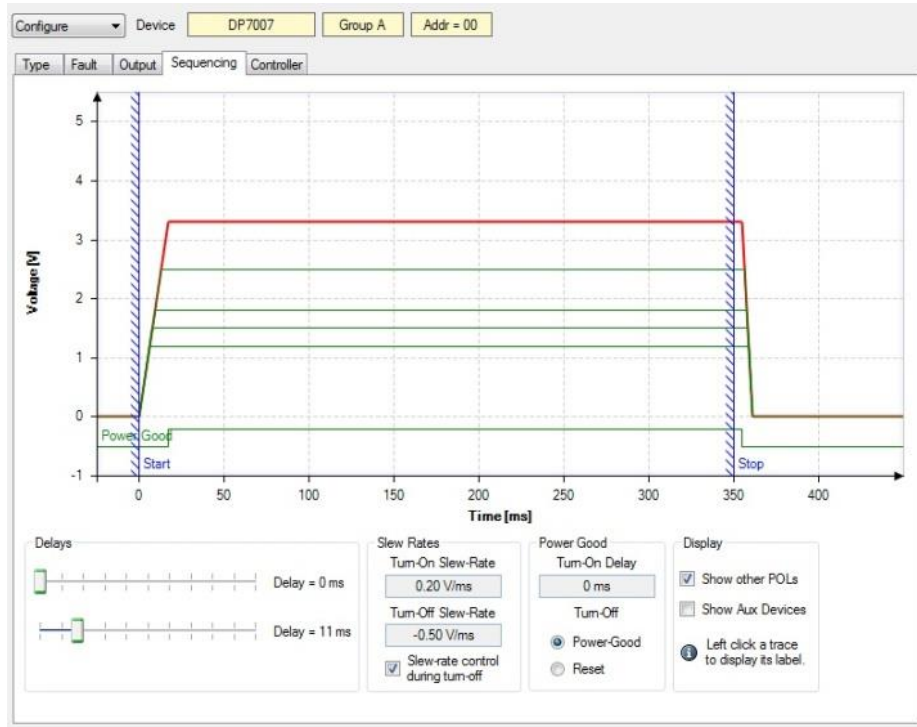 Configure Device DP7007 Group A Addr = 00
Type Fault Output Sequencing Controller
5
4
3
2
1
0
-1
Voltage [V]
Power Good
Start
Stop
0 50 100 150 200 250 300 350 400
Time [ms]
Delays
Delay = 0 ms
Delay = 11 ms
Slew Rates
Turn-On Slew-Rate
0.20 V/ms
Turn-Off Slew-Rate
-0.50 V/ms
Slew-rate control
during turn-off
Power Good
Turn-On Delay
0 ms
Turn-Off
Power-Good
Reset
Display
Show other POLs
Show Aux Devices
Left click a trace
to display its label.